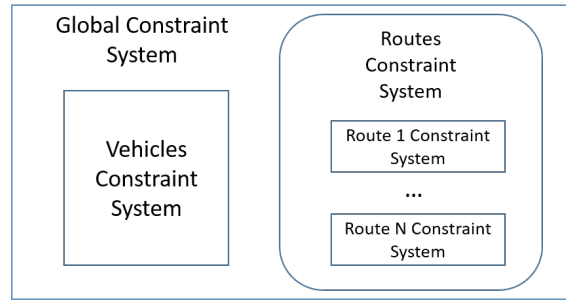 Global Constraint
System
Vehicles
Constraint
System
Routes
Constraint
System
Route 1 Constraint
System
...
Route N Constraint
System